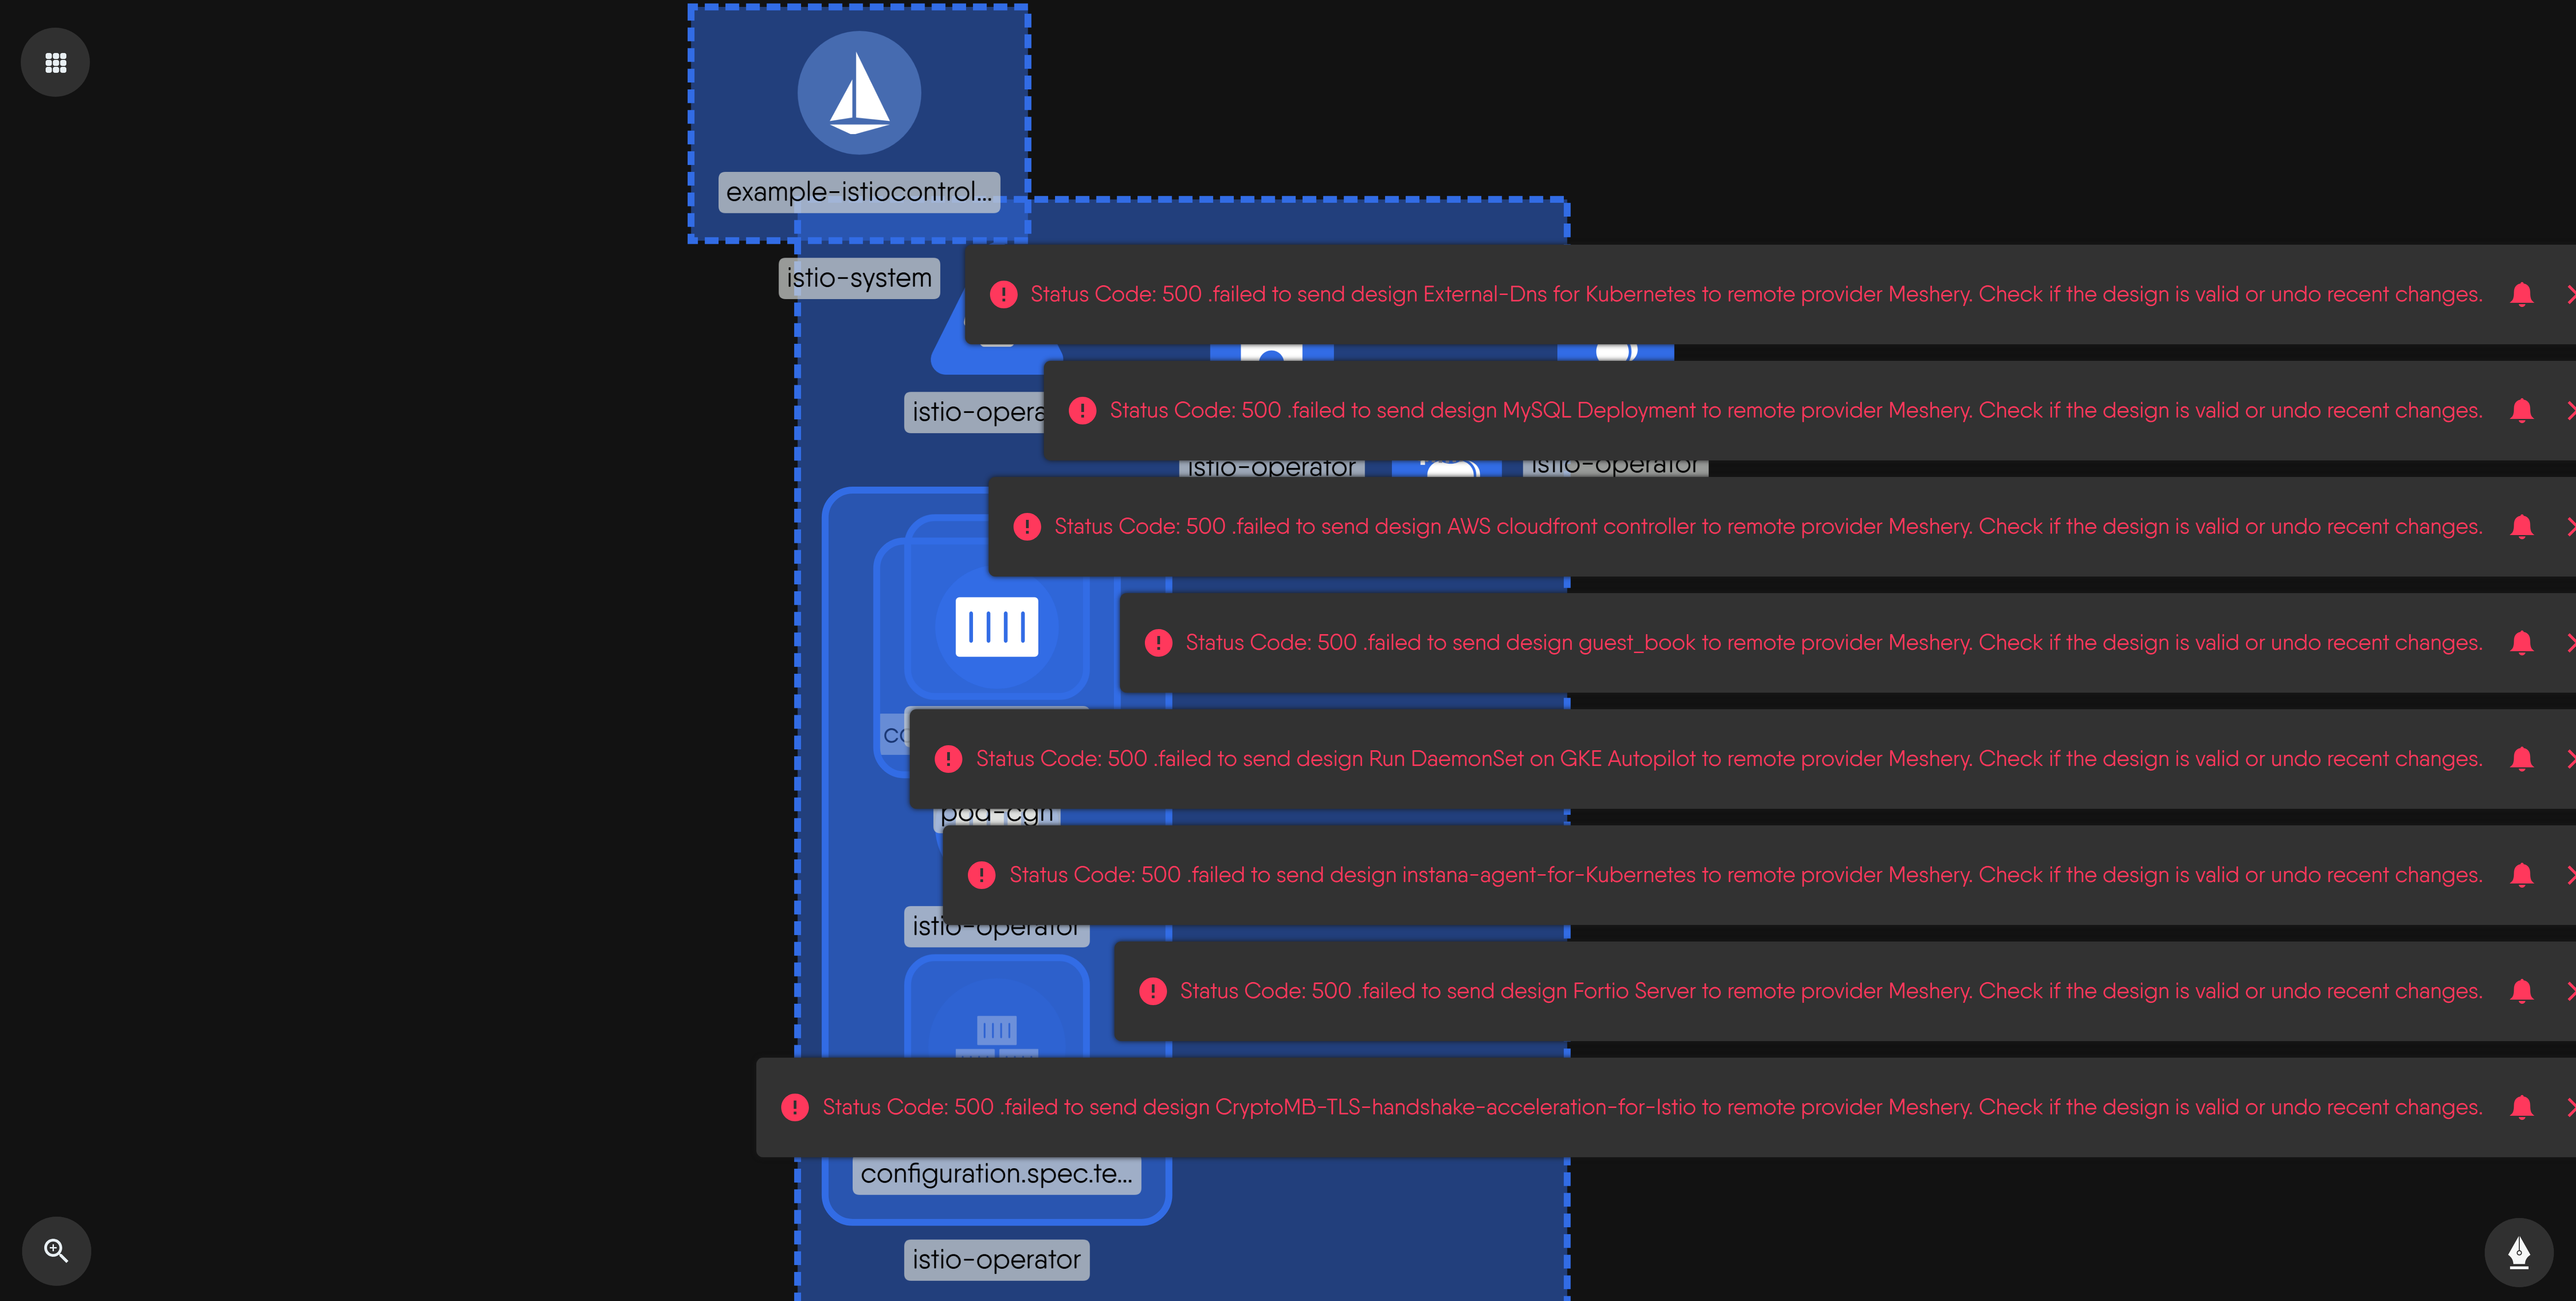 example-istiocontrol...
istio-system
Status Code: 500 .failed to send design External-Dns for Kubernetes to remote provider Meshery. Check if the design is valid or undo recent changes.
istio-opera
Status Code: 500 .failed to send design MySQL Deployment to remote provider Meshery. Check if the design is valid or undo recent changes.
istio-operator
istio-operator
Status Code: 500 .failed to send design AWS cloudfront controller to remote provider Meshery. Check if the design is valid or undo recent changes.
Status Code: 500 .failed to send design guest_book to remote provider Meshery. Check if the design is valid or undo recent changes.
Status Code: 500 .failed to send design Run DaemonSet on GKE Autopilot to remote provider Meshery. Check if the design is valid or undo recent changes.
pod-cgn
Status Code: 500 .failed to send design instana-agent-for-Kubernetes to remote provider Meshery. Check if the design is valid or undo recent changes.
istio-operator
Status Code: 500 .failed to send design Fortio Server to remote provider Meshery. Check if the design is valid or undo recent changes.
Status Code: 500 .failed to send design CryptoMB-TLS-handshake-acceleration-for-Istio to remote provider Meshery. Check if the design is valid or undo recent changes.
configuration.spec.te...
istio-operator